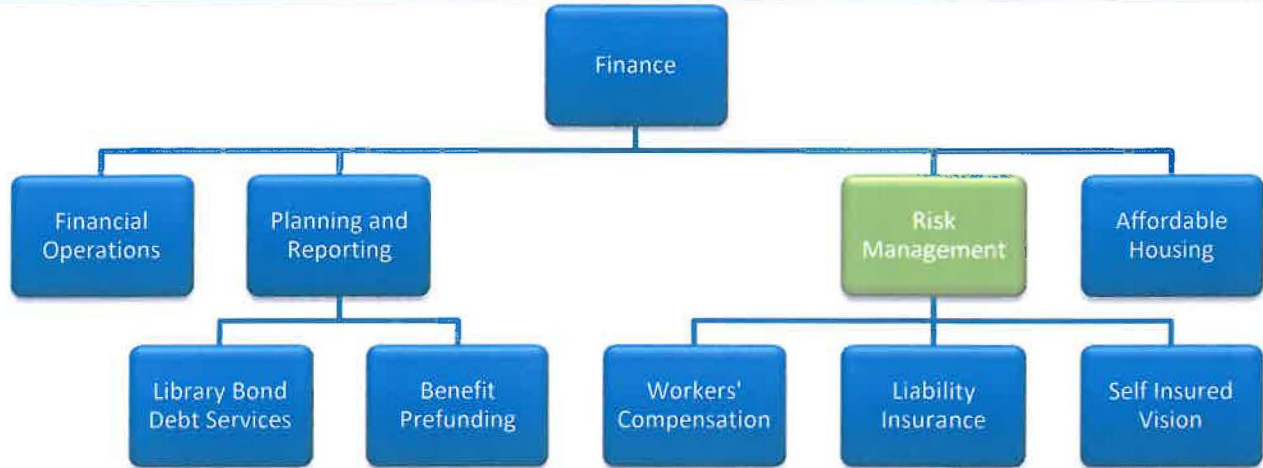 Finance
Financial
Operations
Planning and
Reporting
Risk
Management
Affordable
Housing
Library Bond
Debt Services
Benefit
Prefunding
Workers'
Compensation
Liability
Insurance
Self Insured
Vision